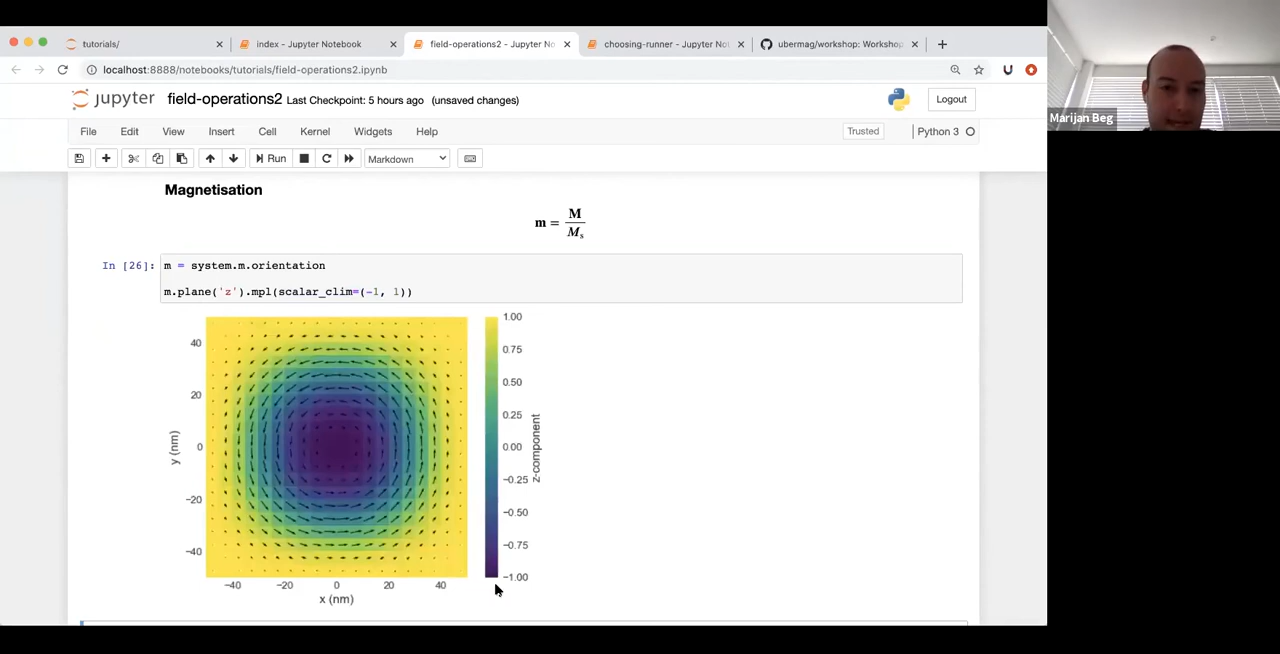 tutorials/
index - Jupyter Notebook
field-operations2 - Jupyter No
choosing-runner - Jupyter No
ubermag/workshop: Workshop
localhost:8888/notebooks/tutorials/field-operations2.ipynb
jupyter field-operations2 Last Checkpoint: 5 hours ago (unsaved changes)
Logout
File Edit View Insert Cell Kernel Widgets Help
Trusted
Python 3
Run
Markdown
Magnetisation
m = M / Ms
In [26]: m = system.m.orientation
m.plane('z').mpl(scalar_clim=(-1, 1))
1.00
0.75
0.50
0.25
0.00
−0.25
−0.50
−0.75
−1.00
z-component
40
20
0
−20
−40
y (nm)
−40 −20 0 20 40
x (nm)
Marijan Beg